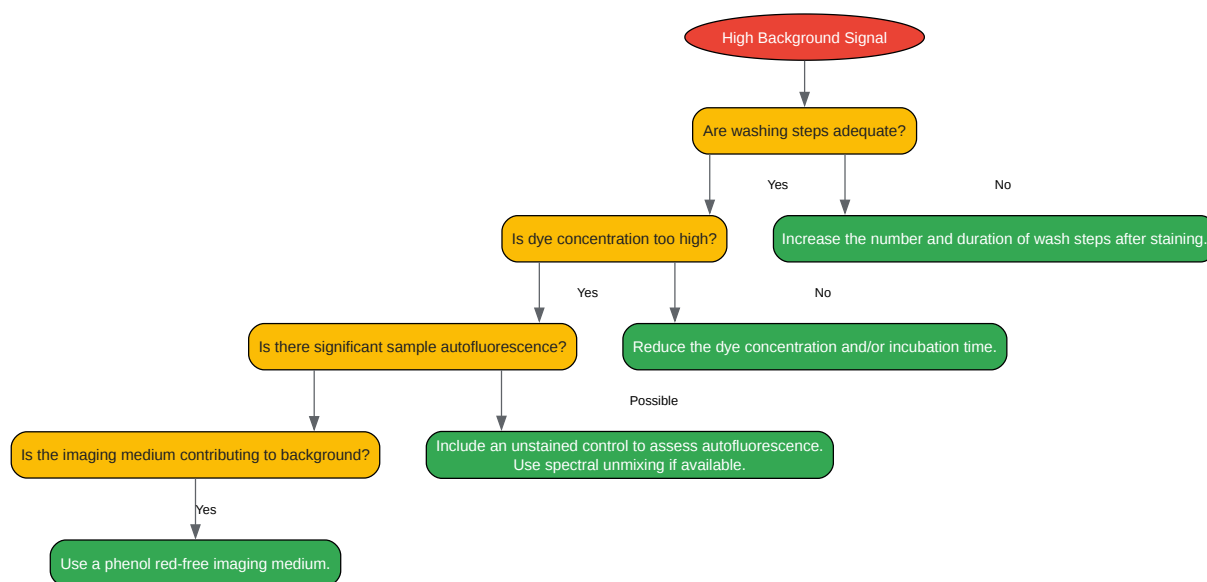 High Background Signal
Are washing steps adequate?
Yes
No
Is dye concentration too high?
Increase the number and duration of wash steps after staining.
Yes
No
Is there significant sample autofluorescence?
Reduce the dye concentration and/or incubation time.
Possible
Is the imaging medium contributing to background?
Include an unstained control to assess autofluorescence.
Use spectral unmixing if available.
Yes
Use a phenol red-free imaging medium.